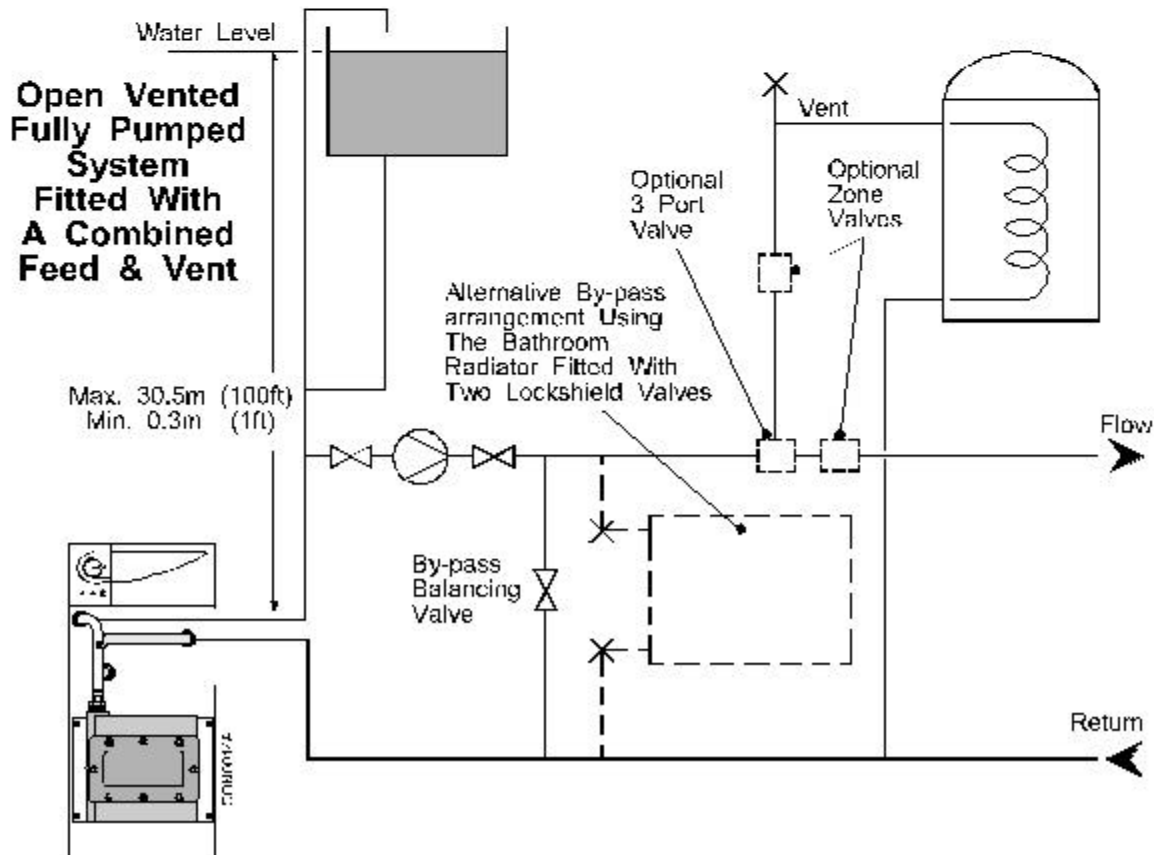 Water Level
Open Vented
Fully Pumped
System
Fitted With
A Combined
Feed & Vent
Vent
Optional
3 Port
Valve
Optional
Zone
Valves
Alternative By-pass
arrangement Using
The Bathroom
Radiator Fitted With
Two Lockshield Valves
Max. 30.5m (100ft)
Min. 0.3m (1ft)
Flow
By-pass
Balancing
Valve
Return